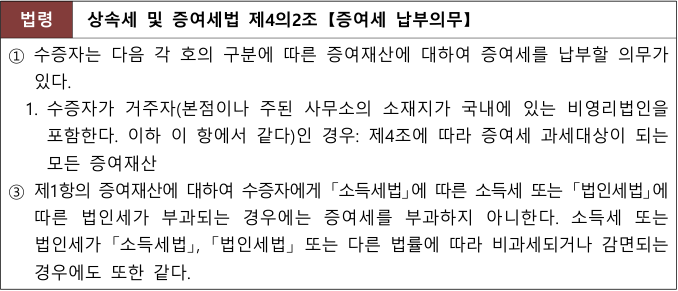 법령 상속세 및 증여세법 제4의2조【증여세 납부의무】
① 수증자는 다음 각 호의 구분에 따른 증여재산에 대하여 증여세를 납부할 의무가
있다.
1. 수증자가 거주자(본점이나 주된 사무소의 소재지가 국내에 있는 비영리법인을
포함한다. 이하 이 항에서 같다)인 경우: 제4조에 따라 증여세 과세대상이 되는
모든 증여재산
③ 제1항의 증여재산에 대하여 수증자에게 「소득세법」에 따른 소득세 또는 「법인세법」에
따른 법인세가 부과되는 경우에는 증여세를 부과하지 아니한다. 소득세 또는
법인세가 「소득세법」, 「법인세법」 또는 다른 법률에 따라 비과세되거나 감면되는
경우에도 또한 같다.